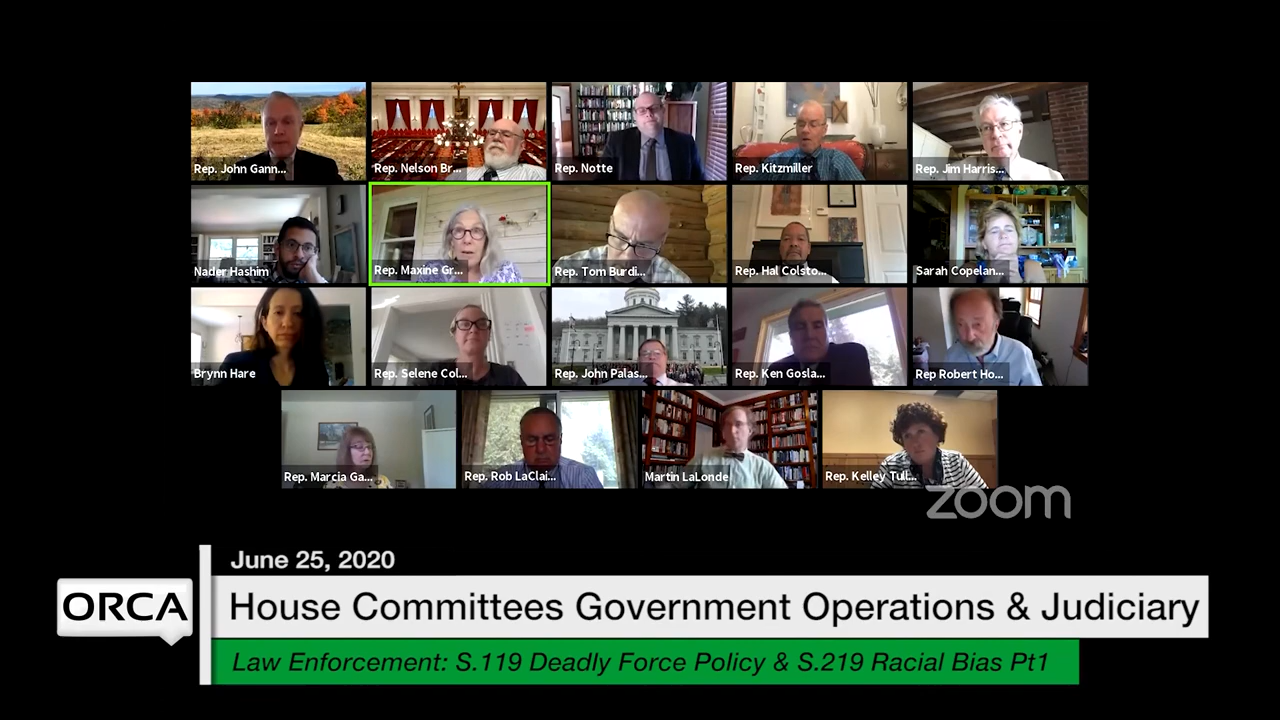 Rep. John Gann...
Rep. Nelson Br...
Rep. Notte
Rep. Kitzmiller
Rep. Jim Harris...
Nader Hashim
Rep. Maxine Gr...
Rep. Tom Burdi...
Rep. Hal Colsto...
Sarah Copelan...
Brynn Hare
Rep. Selene Col...
Rep. John Palas...
Rep. Ken Gosla...
Rep Robert Ho...
Rep. Marcia Ga...
Rep. Rob LaClai...
Martin LaLonde
Rep. Kelley Tull...
zoom
June 25, 2020
ORCA
House Committees Government Operations & Judiciary
Law Enforcement: S.119 Deadly Force Policy & S.219 Racial Bias Pt1